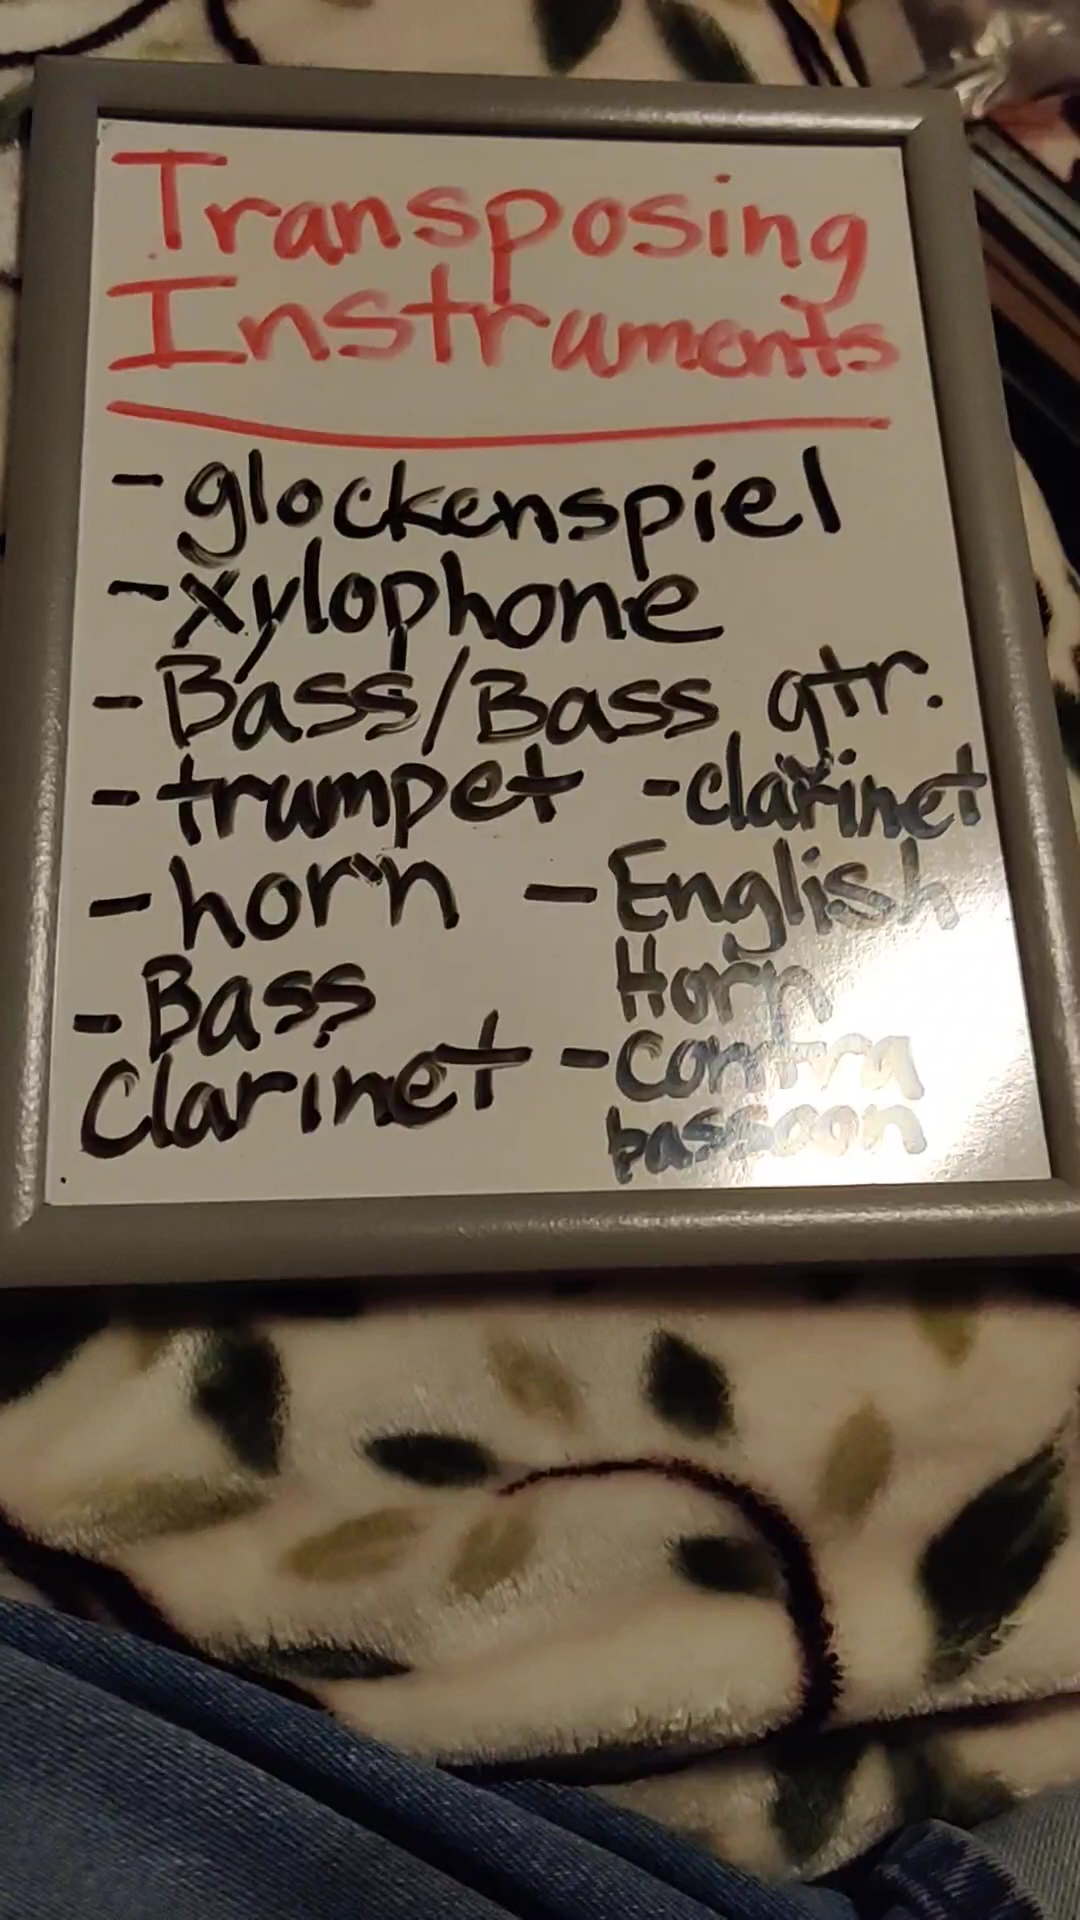 Transposing
Instruments
- glockenspiel
- xylophone
- Bass/Bass gtr.
- trumpet - clarinet
- horn - English
Horn
- Bass
Clarinet
- Contra
bassoon